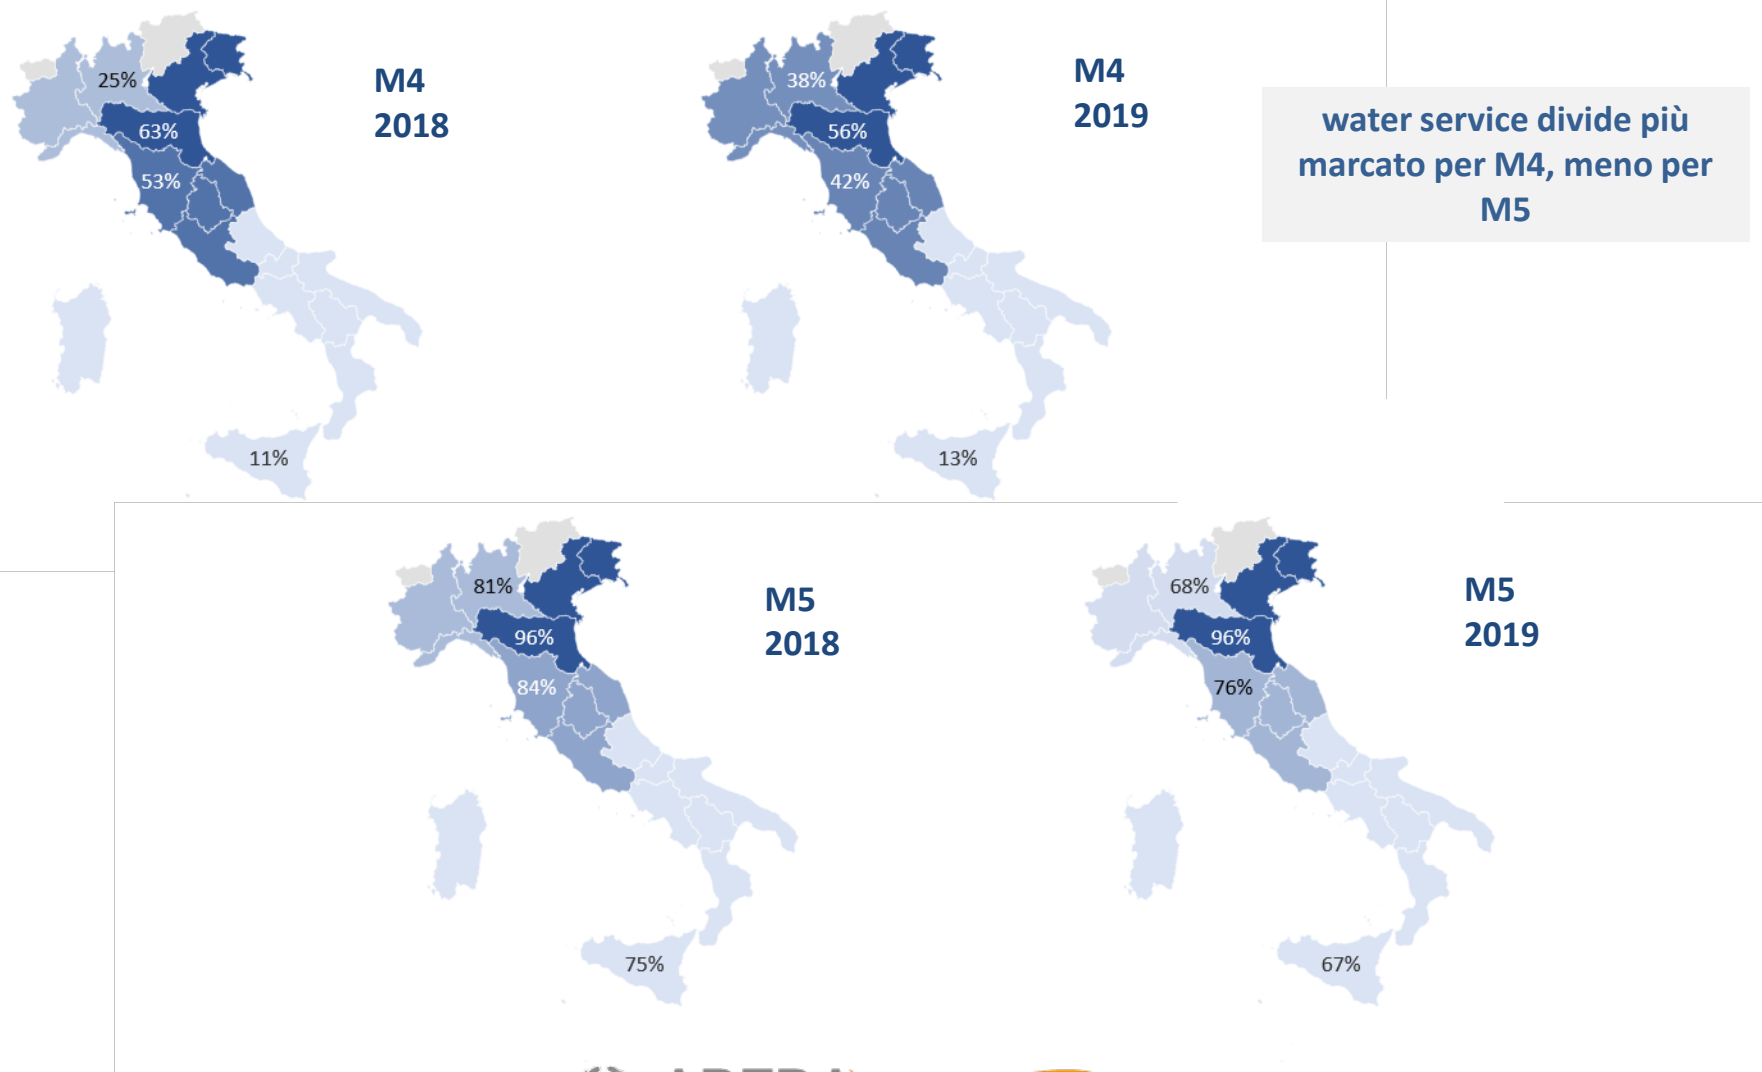 M4
2018
25%
63%
53%
11%
M4
2019
38%
56%
42%
13%
water service divide più
marcato per M4, meno per
M5
M5
2018
81%
96%
84%
75%
M5
2019
68%
96%
76%
67%